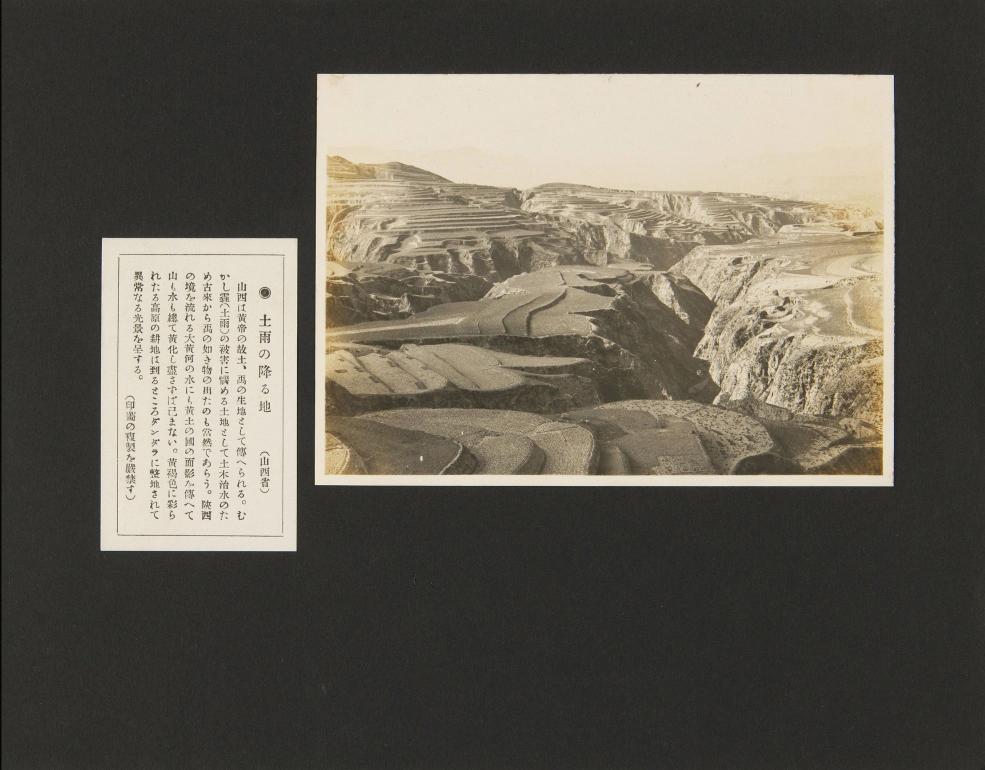 ◉ 土雨の降る地 （山西省）
山西は黃帝の故土、禹の生地として傳へられる。む
かし霾（土雨）の被害に惱める土地として土木治水のた
め古來から禹の如き物の出たのも當然であらう。陝西
の境を流れる大黃河の水にも黃土の國の面影を傳へて
山も水も總て黃化し盡さずば已まない。黃褐色に彩ら
れたる高原の耕地は到るところダンダラに整地されて
異常なる光景を呈する。
（印畵の複製を嚴禁す）